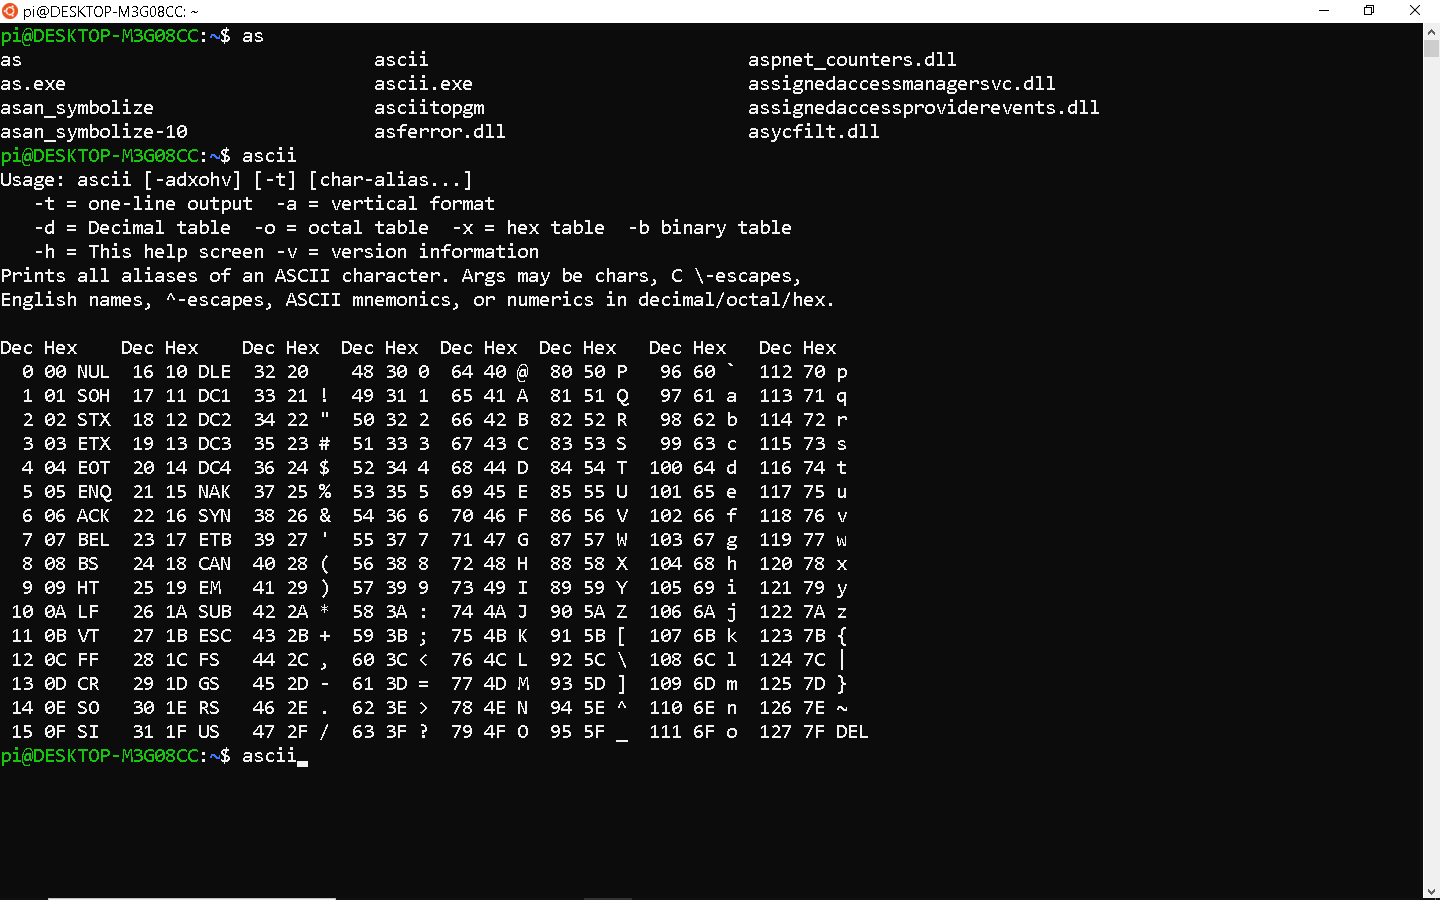 pi@DESKTOP-M3G08CC: ~
pi@DESKTOP-M3G08CC:~$ as
as                              ascii                             aspnet_counters.dll
as.exe                          ascii.exe                         assignedaccessmanagersvc.dll
asan_symbolize                  asciitopgm                        assignedaccessproviderevents.dll
asan_symbolize-10               asferror.dll                      asycfilt.dll
pi@DESKTOP-M3G08CC:~$ ascii
Usage: ascii [-adxohv] [-t] [char-alias...]
   -t = one-line output  -a = vertical format
   -d = Decimal table  -o = octal table  -x = hex table  -b binary table
   -h = This help screen -v = version information
Prints all aliases of an ASCII character. Args may be chars, C \-escapes,
English names, ^-escapes, ASCII mnemonics, or numerics in decimal/octal/hex.

Dec Hex    Dec Hex    Dec Hex  Dec Hex  Dec Hex  Dec Hex   Dec Hex   Dec Hex
  0 00 NUL  16 10 DLE  32 20    48 30 0  64 40 @  80 50 P   96 60 `  112 70 p
  1 01 SOH  17 11 DC1  33 21 !  49 31 1  65 41 A  81 51 Q   97 61 a  113 71 q
  2 02 STX  18 12 DC2  34 22 "  50 32 2  66 42 B  82 52 R   98 62 b  114 72 r
  3 03 ETX  19 13 DC3  35 23 #  51 33 3  67 43 C  83 53 S   99 63 c  115 73 s
  4 04 EOT  20 14 DC4  36 24 $  52 34 4  68 44 D  84 54 T  100 64 d  116 74 t
  5 05 ENQ  21 15 NAK  37 25 %  53 35 5  69 45 E  85 55 U  101 65 e  117 75 u
  6 06 ACK  22 16 SYN  38 26 &  54 36 6  70 46 F  86 56 V  102 66 f  118 76 v
  7 07 BEL  23 17 ETB  39 27 '  55 37 7  71 47 G  87 57 W  103 67 g  119 77 w
  8 08 BS   24 18 CAN  40 28 (  56 38 8  72 48 H  88 58 X  104 68 h  120 78 x
  9 09 HT   25 19 EM   41 29 )  57 39 9  73 49 I  89 59 Y  105 69 i  121 79 y
 10 0A LF   26 1A SUB  42 2A *  58 3A :  74 4A J  90 5A Z  106 6A j  122 7A z
 11 0B VT   27 1B ESC  43 2B +  59 3B ;  75 4B K  91 5B [  107 6B k  123 7B {
 12 0C FF   28 1C FS   44 2C ,  60 3C <  76 4C L  92 5C \  108 6C l  124 7C |
 13 0D CR   29 1D GS   45 2D -  61 3D =  77 4D M  93 5D ]  109 6D m  125 7D }
 14 0E SO   30 1E RS   46 2E .  62 3E >  78 4E N  94 5E ^  110 6E n  126 7E ~
 15 0F SI   31 1F US   47 2F /  63 3F ?  79 4F O  95 5F _  111 6F o  127 7F DEL
pi@DESKTOP-M3G08CC:~$ ascii